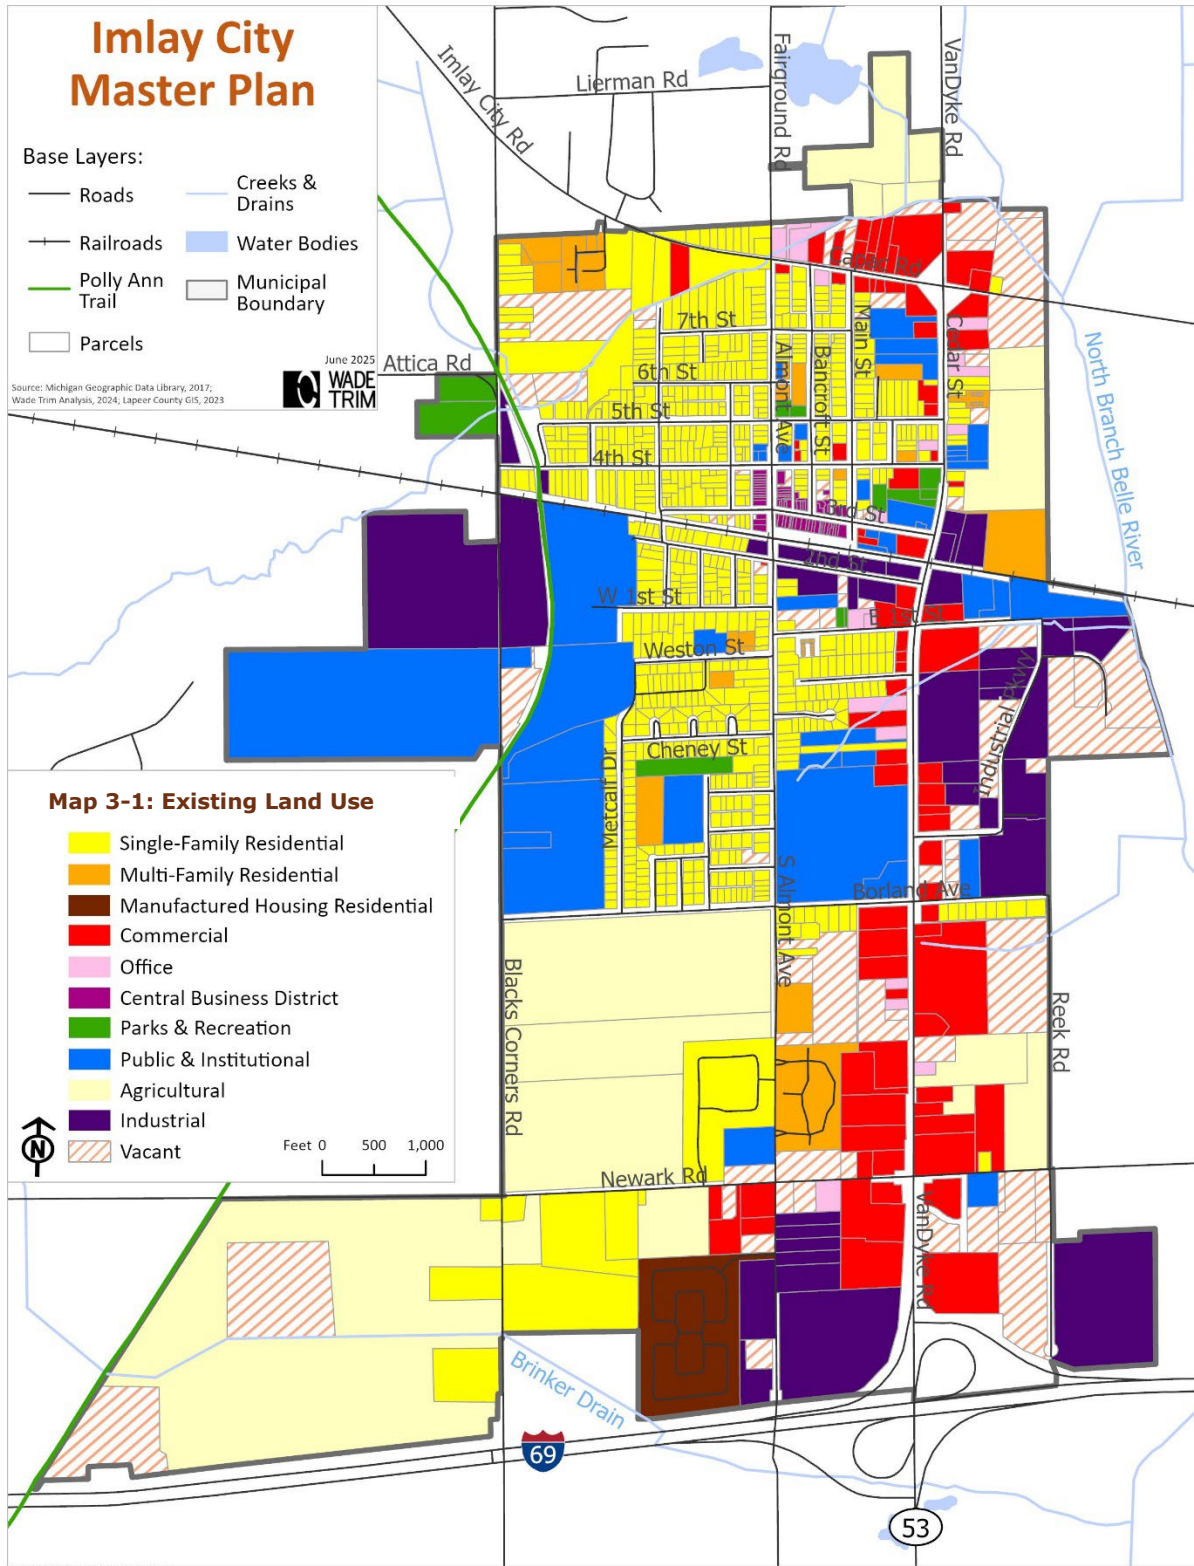 Imlay City
Master Plan
Base Layers:
Roads
Creeks &
Drains
Railroads
Water Bodies
Polly Ann
Trail
Municipal
Boundary
Parcels
June 2025
Source: Michigan Geographic Data Library, 2017;
Wade Trim Analysis, 2024; Lapeer County GIS, 2023
WADE
TRIM
Imlay City Rd
Lierman Rd
Fairground Rd
VanDyke Rd
Capac Rd
7th St
Main St
Cedar St
Attica Rd
6th St
Almont Ave
Bancroft St
5th St
4th St
3rd St
North Branch Belle River
2nd St
W 1st St
E 1st St
Weston St
Industrial Pkwy
Cheney St
Metcalf Dr
S Almont Ave
Borland Ave
Blacks Corners Rd
Reek Rd
Map 3-1: Existing Land Use
Single-Family Residential
Multi-Family Residential
Manufactured Housing Residential
Commercial
Office
Central Business District
Parks & Recreation
Public & Institutional
Agricultural
Industrial
Vacant
N
Feet 0 500 1,000
Newark Rd
VanDyke Rd
Brinker Drain
69
53